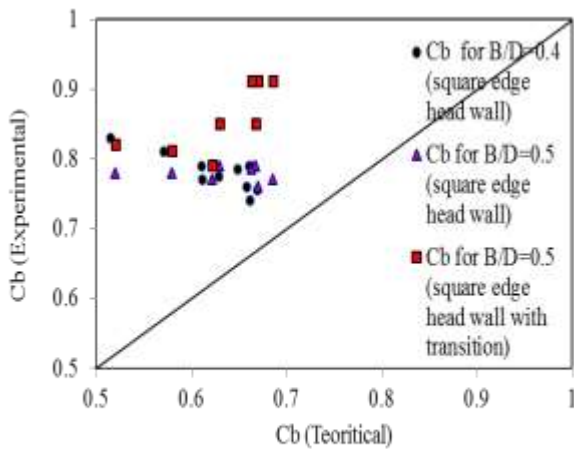 1
0.9
0.8
0.7
0.6
0.5
Cb (Experimental)
0.5
0.6
0.7
0.8
0.9
1
Cb (Teoritical)
Cb for B/D=0.4
(square edge
head wall)
Cb for B/D=0.5
(square edge
head wall)
Cb for B/D=0.5
(square edge
head wall with
transition)